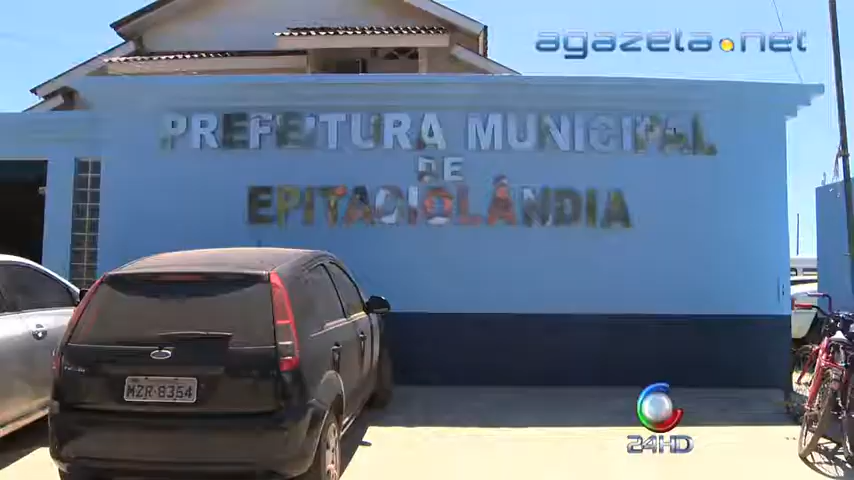 agazeta.net
PREFEITURA MUNICIPAL
DE
EPITACIOLÂNDIA
MZR-8354
24HD